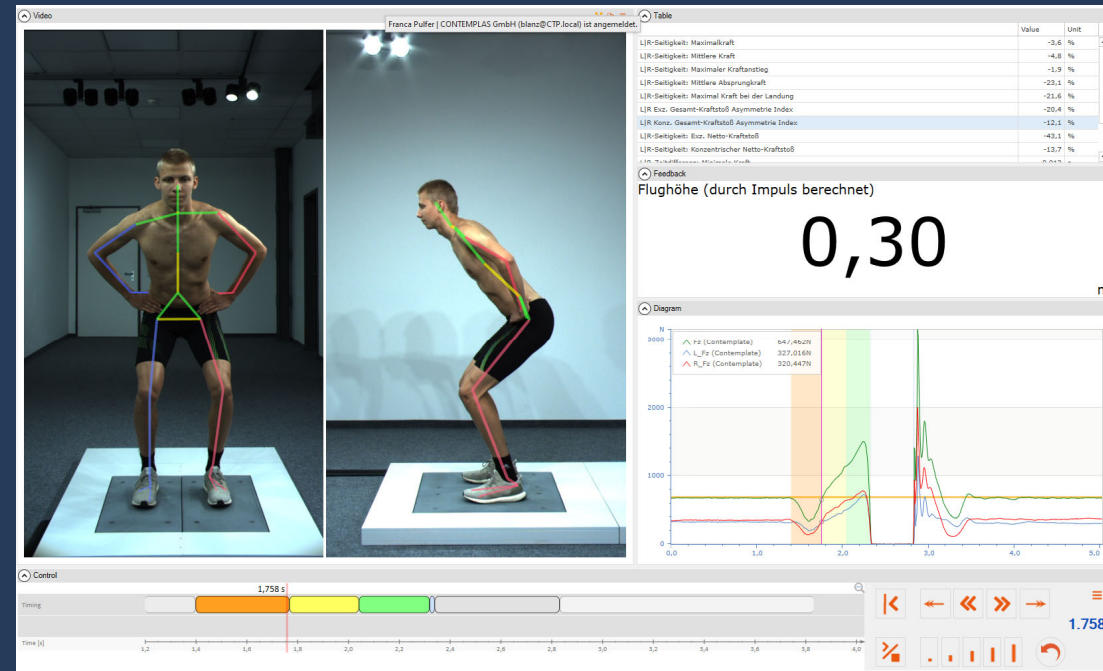 Video
Franca Pulfer | CONTEMPLAS GmbH (blanz@CTP.local) ist angemeldet.
Table
Value Unit
L|R-Seitigkeit: Maximalkraft -3,6 %
L|R-Seitigkeit: Mittlere Kraft -4,8 %
L|R-Seitigkeit: Maximaler Kraftanstieg -1,9 %
L|R-Seitigkeit: Mittlere Absprungkraft -23,1 %
L|R-Seitigkeit: Maximal Kraft bei der Landung -21,6 %
L|R Exz. Gesamt-Kraftstoß Asymmetrie Index -20,4 %
L|R Konz. Gesamt-Kraftstoß Asymmetrie Index -12,1 %
L|R-Seitigkeit: Exz. Netto-Kraftstoß -43,1 %
L|R-Seitigkeit: Konzentrischer Netto-Kraftstoß -13,7 %
Feedback
Flughöhe (durch Impuls berechnet)
0,30
Diagram
N
3000
Fz (Contemplate) 647,462N
L_Fz (Contemplate) 327,016N
R_Fz (Contemplate) 320,447N
2000
1000
0
0,0 1,0 2,0 3,0 4,0 5,0
Control
1,758 s
Timing
1.758
Time [s]
1,2 1,4 1,6 1,8 2,0 2,2 2,4 2,6 2,8 3,0 3,2 3,4 3,6 3,8 4,0